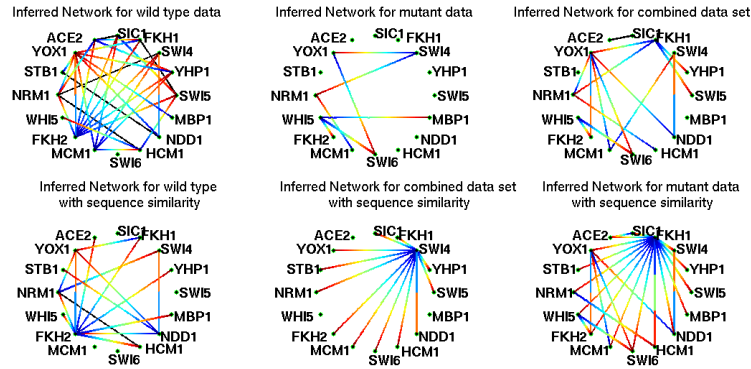 Inferred Network for wild type data
SIC1
ACE2
FKH1
YOX1
SWI4
STB1
YHP1
NRM1
SWI5
WHI5
MBP1
FKH2
NDD1
MCM1
HCM1
SWI6
Inferred Network for mutant data
SIC1
ACE2
FKH1
YOX1
SWI4
STB1
YHP1
NRM1
SWI5
WHI5
MBP1
FKH2
NDD1
MCM1
HCM1
SWI6
Inferred Network for combined data set
SIC1
ACE2
FKH1
YOX1
SWI4
STB1
YHP1
NRM1
SWI5
WHI5
MBP1
FKH2
NDD1
MCM1
HCM1
SWI6
Inferred Network for wild type
with sequence similarity
SIC1
ACE2
FKH1
YOX1
SWI4
STB1
YHP1
NRM1
SWI5
WHI5
MBP1
FKH2
NDD1
MCM1
HCM1
SWI6
Inferred Network for combined data set
with sequence similarity
SIC1
ACE2
FKH1
YOX1
SWI4
STB1
YHP1
NRM1
SWI5
WHI5
MBP1
FKH2
NDD1
MCM1
HCM1
SWI6
Inferred Network for mutant data
with sequence similarity
SIC1
ACE2
FKH1
YOX1
SWI4
STB1
YHP1
NRM1
SWI5
WHI5
MBP1
FKH2
NDD1
MCM1
HCM1
SWI6